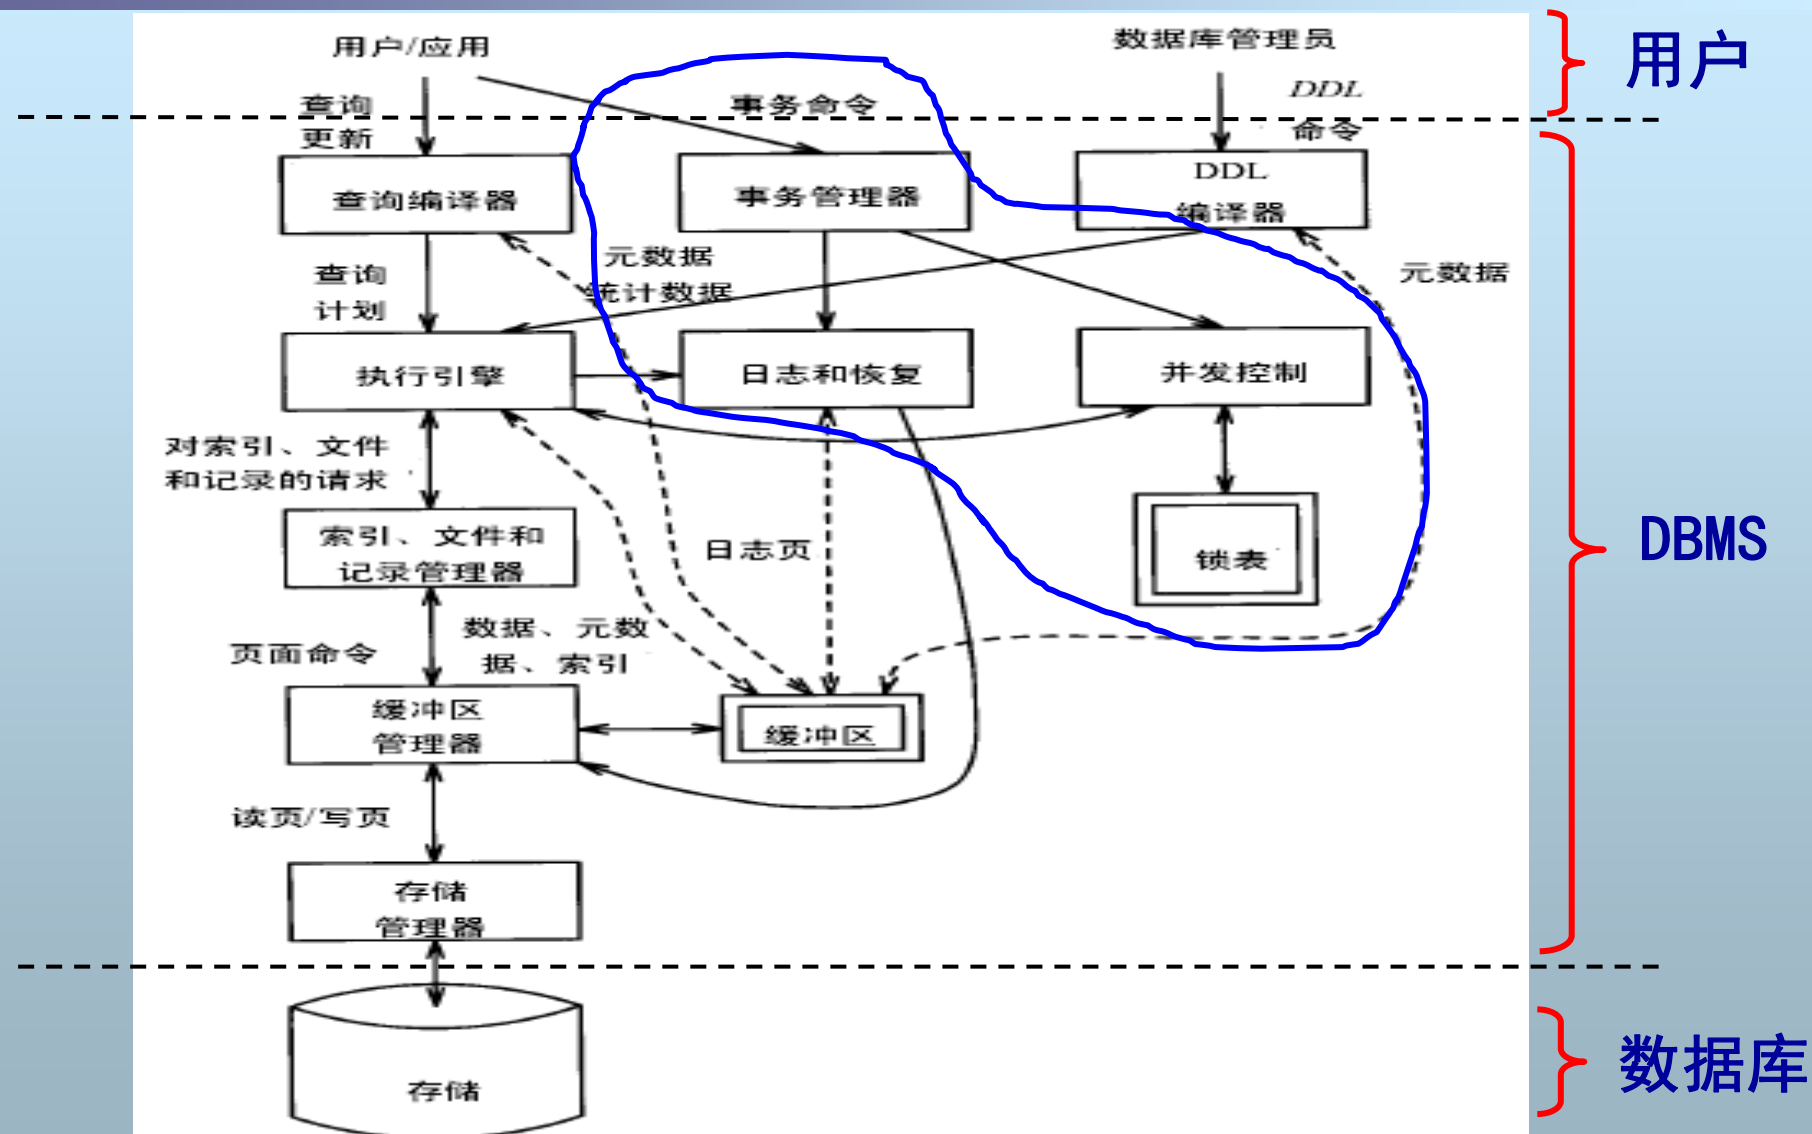 用户/应用
数据库管理员
用户
查询
更新
事务命令
DDL
命令
查询编译器
事务管理器
DDL
编译器
查询
计划
元数据
统计数据
元数据
执行引擎
日志和恢复
并发控制
对索引、文件
和记录的请求
索引、文件和
记录管理器
日志页
锁表
DBMS
页面命令
数据、元数
据、索引
缓冲区
管理器
缓冲区
读页/写页
存储
管理器
存储
数据库